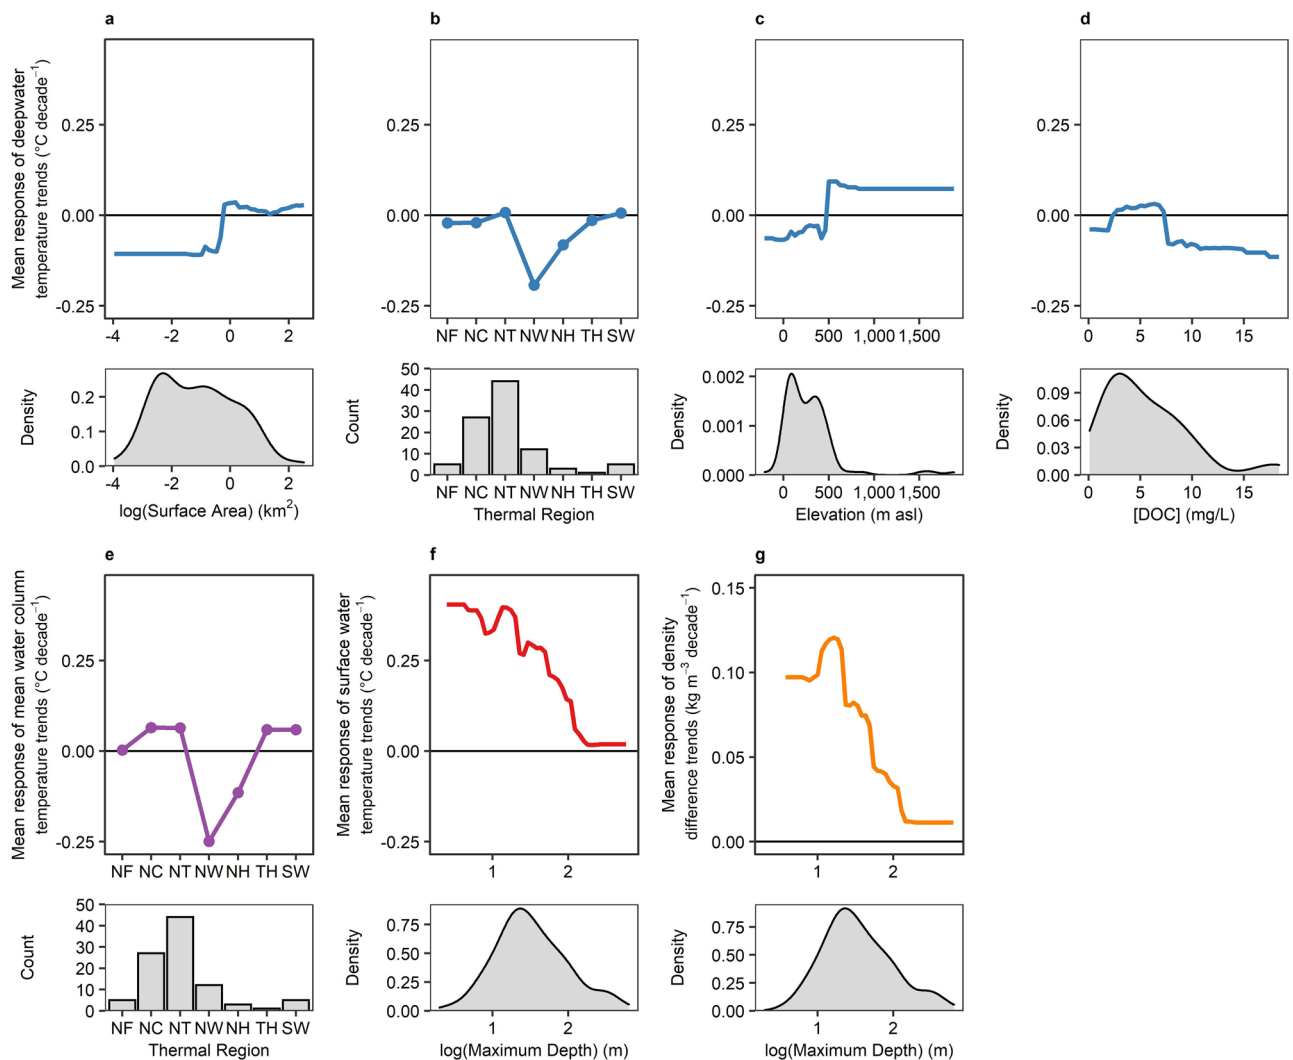 a
b
c
d
Mean response of deepwater
temperature trends (°C decade⁻¹)
0.25
0.00
-0.25
-4 -2 0 2
0.25
0.00
-0.25
NF NC NT NW NH TH SW
0.25
0.00
-0.25
0 500 1,000 1,500
0.25
0.00
-0.25
0 5 10 15
Density
0.2
0.1
0.0
-4 -2 0 2
log(Surface Area) (km²)
Count
50
40
30
20
10
0
NF NC NT NW NH TH SW
Thermal Region
Density
0.002
0.001
0.000
0 500 1,000 1,500
Elevation (m asl)
Density
0.09
0.06
0.03
0.00
0 5 10 15
[DOC] (mg/L)
e
f
g
Mean response of mean water column
temperature trends (°C decade⁻¹)
0.25
0.00
-0.25
NF NC NT NW NH TH SW
Mean response of surface water
temperature trends (°C decade⁻¹)
0.25
0.00
-0.25
1 2
Mean response of density
difference trends (kg m⁻³ decade⁻¹)
0.15
0.10
0.05
0.00
1 2
Count
50
40
30
20
10
0
NF NC NT NW NH TH SW
Thermal Region
Density
0.75
0.50
0.25
0.00
1 2
log(Maximum Depth) (m)
Density
0.75
0.50
0.25
0.00
1 2
log(Maximum Depth) (m)